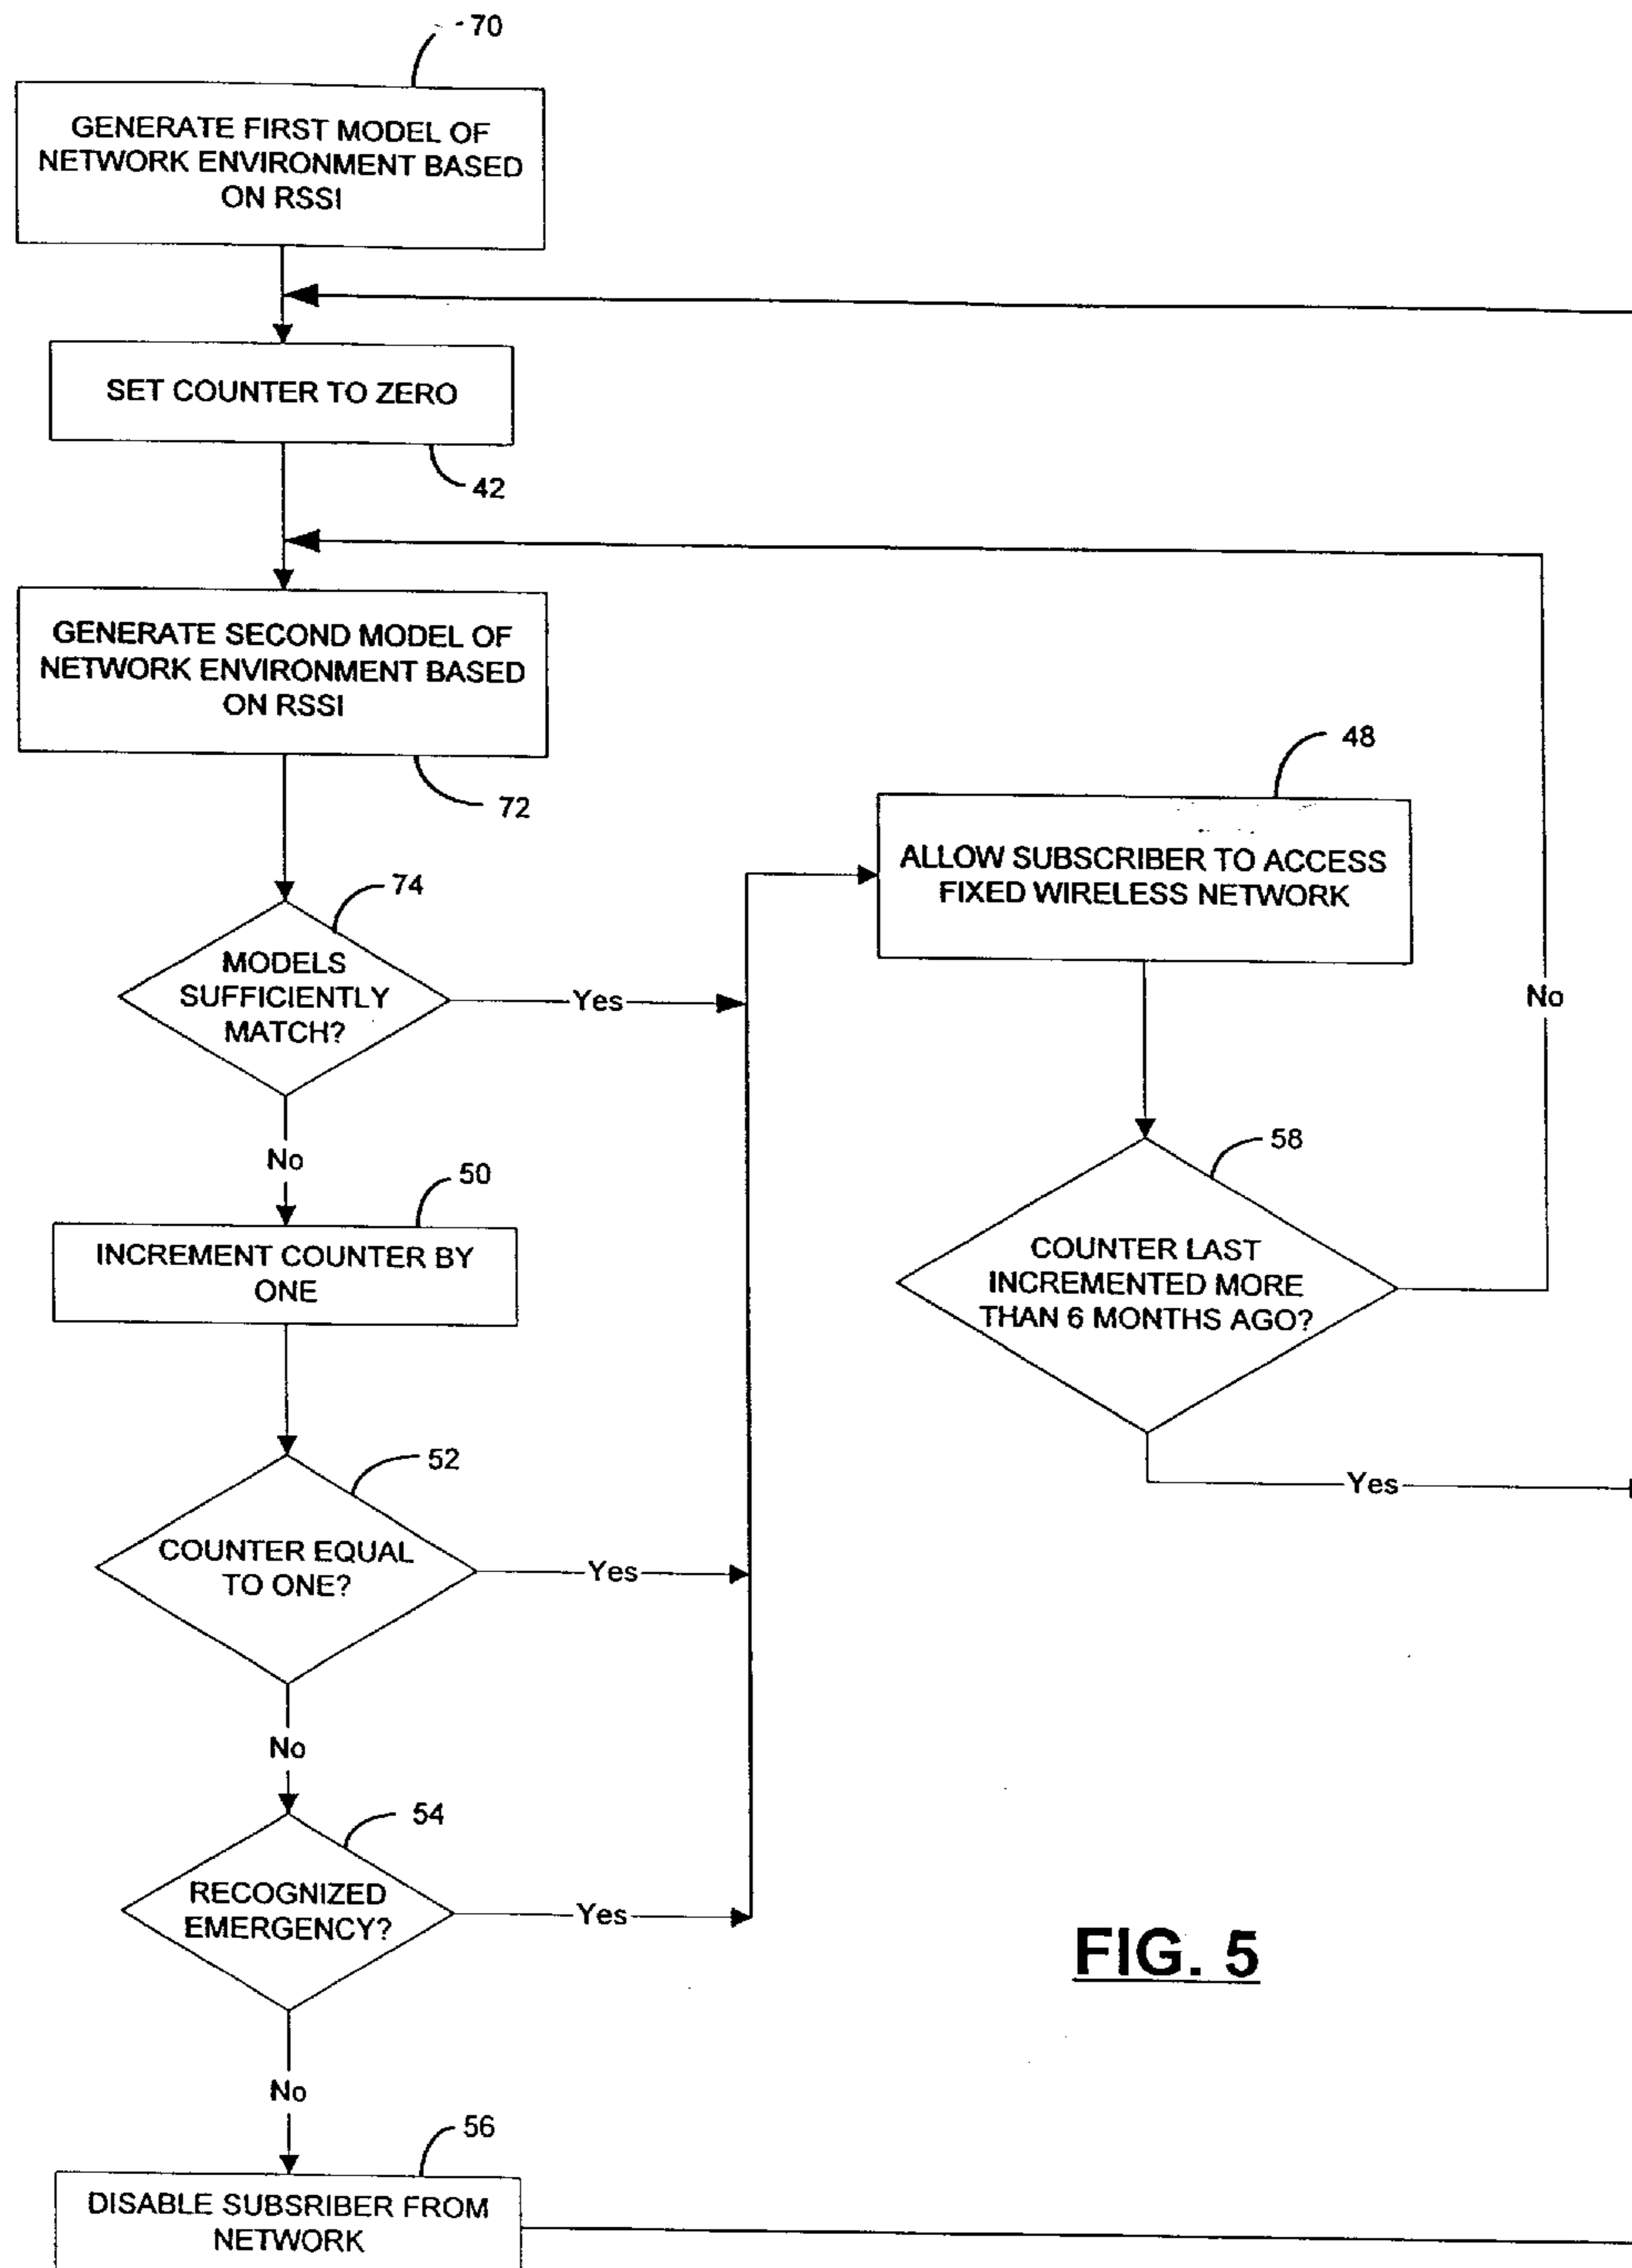 70
GENERATE FIRST MODEL OF
NETWORK ENVIRONMENT BASED
ON RSSI
SET COUNTER TO ZERO
42
GENERATE SECOND MODEL OF
NETWORK ENVIRONMENT BASED
ON RSSI
72
48
ALLOW SUBSCRIBER TO ACCESS
FIXED WIRELESS NETWORK
74
MODELS
SUFFICIENTLY
MATCH?
Yes
No
No
50
INCREMENT COUNTER BY
ONE
58
COUNTER LAST
INCREMENTED MORE
THAN 6 MONTHS AGO?
Yes
52
COUNTER EQUAL
TO ONE?
Yes
No
54
RECOGNIZED
EMERGENCY?
Yes
No
FIG. 5
56
DISABLE SUBSRIBER FROM
NETWORK